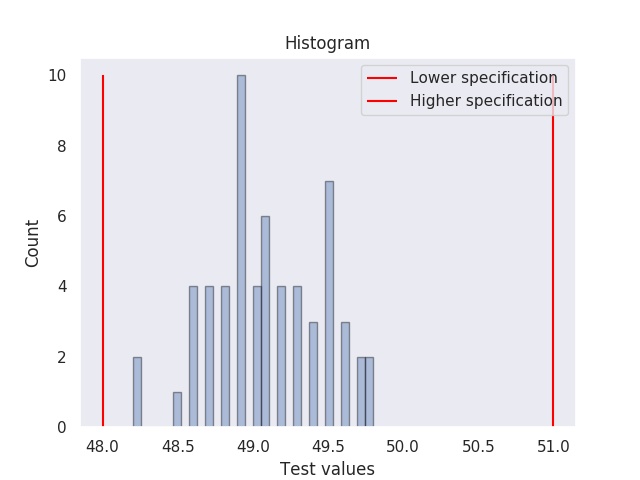 Histogram
Lower specification
Higher specification
Count
10
8
6
4
2
0
48.0 48.5 49.0 49.5 50.0 50.5 51.0
Test values